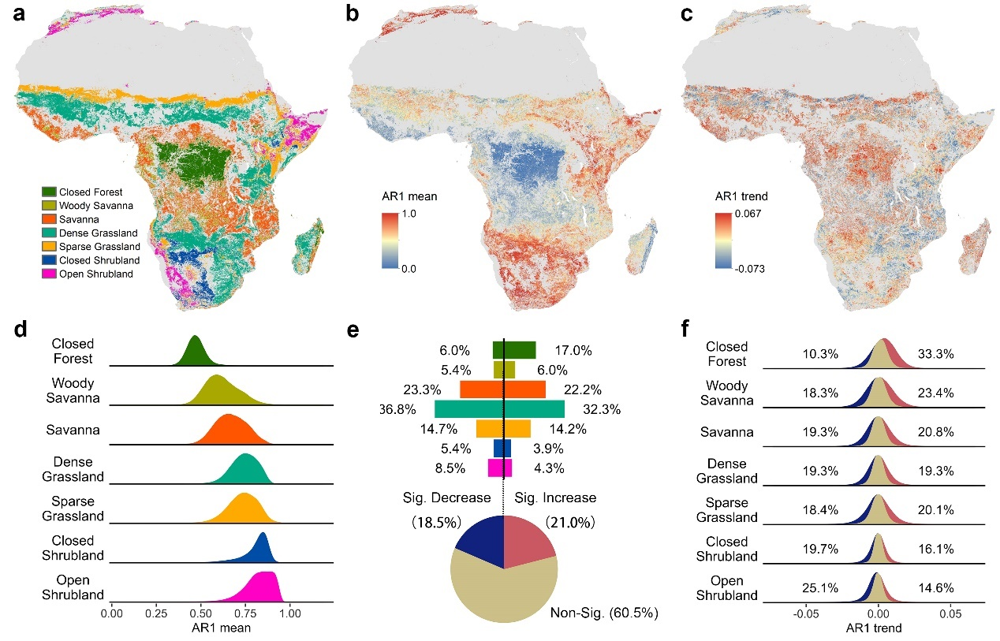 a
b
c
Closed Forest
Woody Savanna
Savanna
Dense Grassland
Sparse Grassland
Closed Shrubland
Open Shrubland
AR1 mean
1.0
0.0
AR1 trend
0.067
-0.073
d
Closed
Forest
Woody
Savanna
Savanna
Dense
Grassland
Sparse
Grassland
Closed
Shrubland
Open
Shrubland
0.00 0.25 0.50 0.75 1.00
AR1 mean
e
6.0% 17.0%
5.4% 6.0%
23.3% 22.2%
36.8% 32.3%
14.7% 14.2%
5.4% 3.9%
8.5% 4.3%
Sig. Decrease Sig. Increase
(18.5%) (21.0%)
Non-Sig. (60.5%)
f
Closed
Forest
10.3% 33.3%
Woody
Savanna
18.3% 23.4%
Savanna 19.3% 20.8%
Dense
Grassland
19.3% 19.3%
Sparse
Grassland
18.4% 20.1%
Closed
Shrubland
19.7% 16.1%
Open
Shrubland
25.1% 14.6%
-0.05 0.00 0.05
AR1 trend